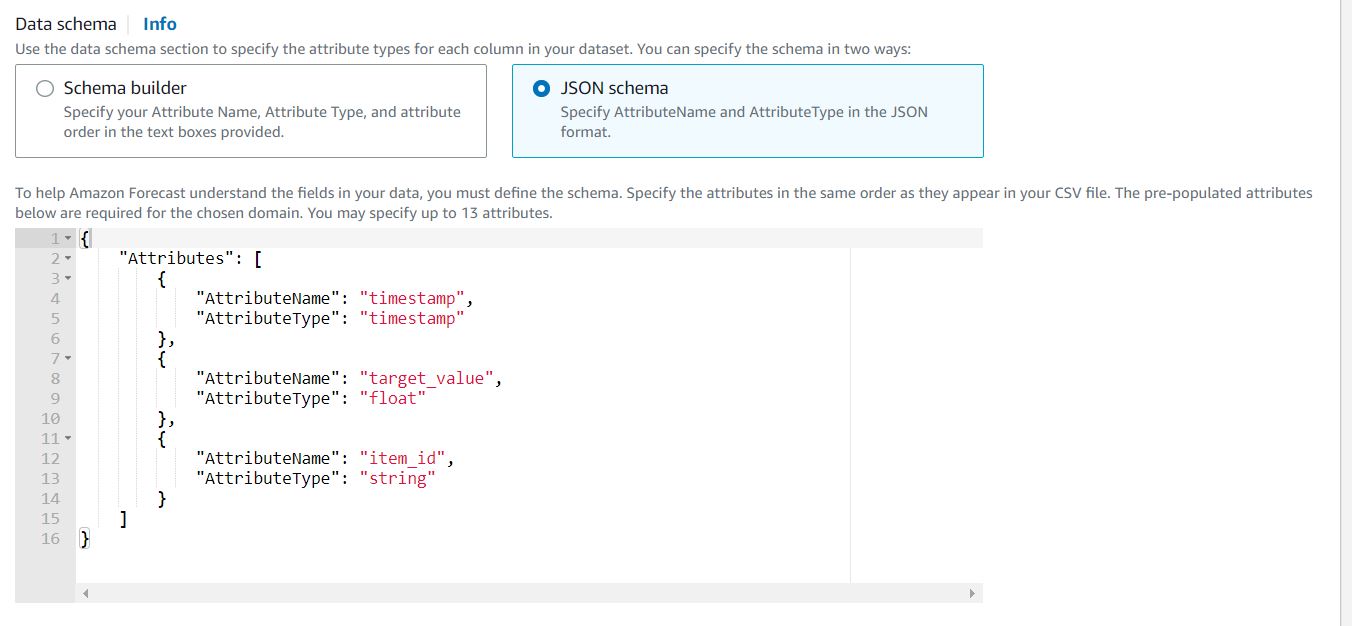 Data schema | Info
Use the data schema section to specify the attribute types for each column in your dataset. You can specify the schema in two ways:
Schema builder
Specify your Attribute Name, Attribute Type, and attribute
order in the text boxes provided.
JSON schema
Specify AttributeName and AttributeType in the JSON
format.
To help Amazon Forecast understand the fields in your data, you must define the schema. Specify the attributes in the same order as they appear in your CSV file. The pre-populated attributes
below are required for the chosen domain. You may specify up to 13 attributes.
1 {
2     "Attributes": [
3         {
4             "AttributeName": "timestamp",
5             "AttributeType": "timestamp"
6         },
7         {
8             "AttributeName": "target_value",
9             "AttributeType": "float"
10         },
11         {
12             "AttributeName": "item_id",
13             "AttributeType": "string"
14         }
15     ]
16 }